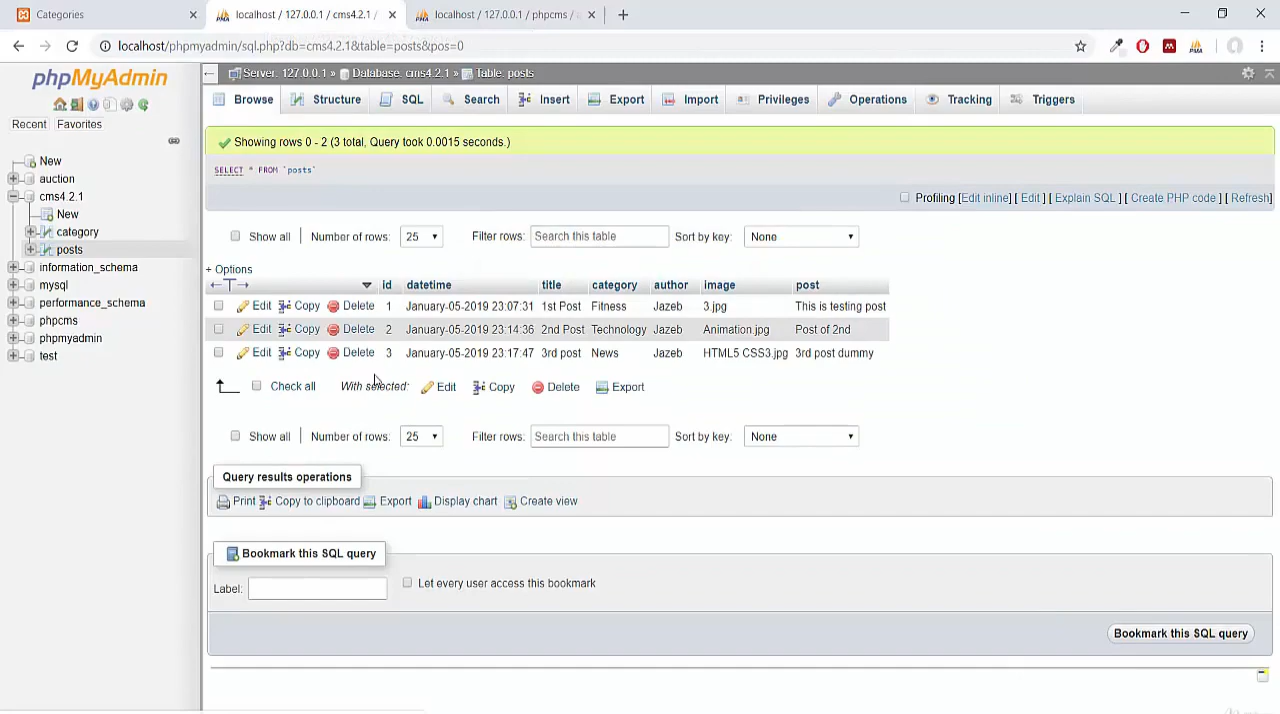 Categories
localhost / 127.0.0.1 / cms4.2.1 /
localhost / 127.0.0.1 / phpcms /
localhost/phpmyadmin/sql.php?db=cms4.2.1&table=posts&pos=0
phpMyAdmin
Recent Favorites
New
auction
cms4.2.1
New
category
posts
information_schema
mysql
performance_schema
phpcms
phpmyadmin
test
Server: 127.0.0.1 » Database: cms4.2.1 » Table: posts
Browse Structure SQL Search Insert Export Import Privileges Operations Tracking Triggers
Showing rows 0 - 2 (3 total, Query took 0.0015 seconds.)
SELECT * FROM `posts`
Profiling [Edit inline] [ Edit ] [ Explain SQL ] [ Create PHP code ] [ Refresh]
Show all Number of rows: 25 Filter rows: Search this table Sort by key: None
+ Options
←T→ id datetime title category author image post
Edit Copy Delete 1 January-05-2019 23:07:31 1st Post Fitness Jazeb 3.jpg This is testing post
Edit Copy Delete 2 January-05-2019 23:14:36 2nd Post Technology Jazeb Animation.jpg Post of 2nd
Edit Copy Delete 3 January-05-2019 23:17:47 3rd post News Jazeb HTML5 CSS3.jpg 3rd post dummy
Check all With selected: Edit Copy Delete Export
Show all Number of rows: 25 Filter rows: Search this table Sort by key: None
Query results operations
Print Copy to clipboard Export Display chart Create view
Bookmark this SQL query
Label: Let every user access this bookmark
Bookmark this SQL query